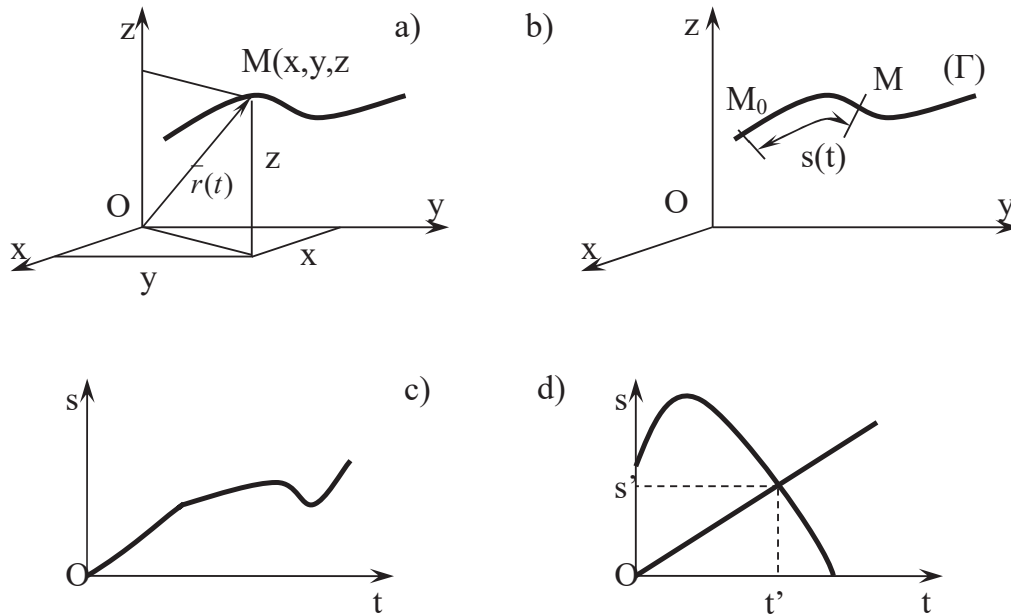 z
a)
M(x,y,z
z
r̄(t)
O
y
x
y
x
z
b)
M₀
M
(Γ)
s(t)
O
y
x
s
c)
O
t
d)
s
s'
O
t'
t